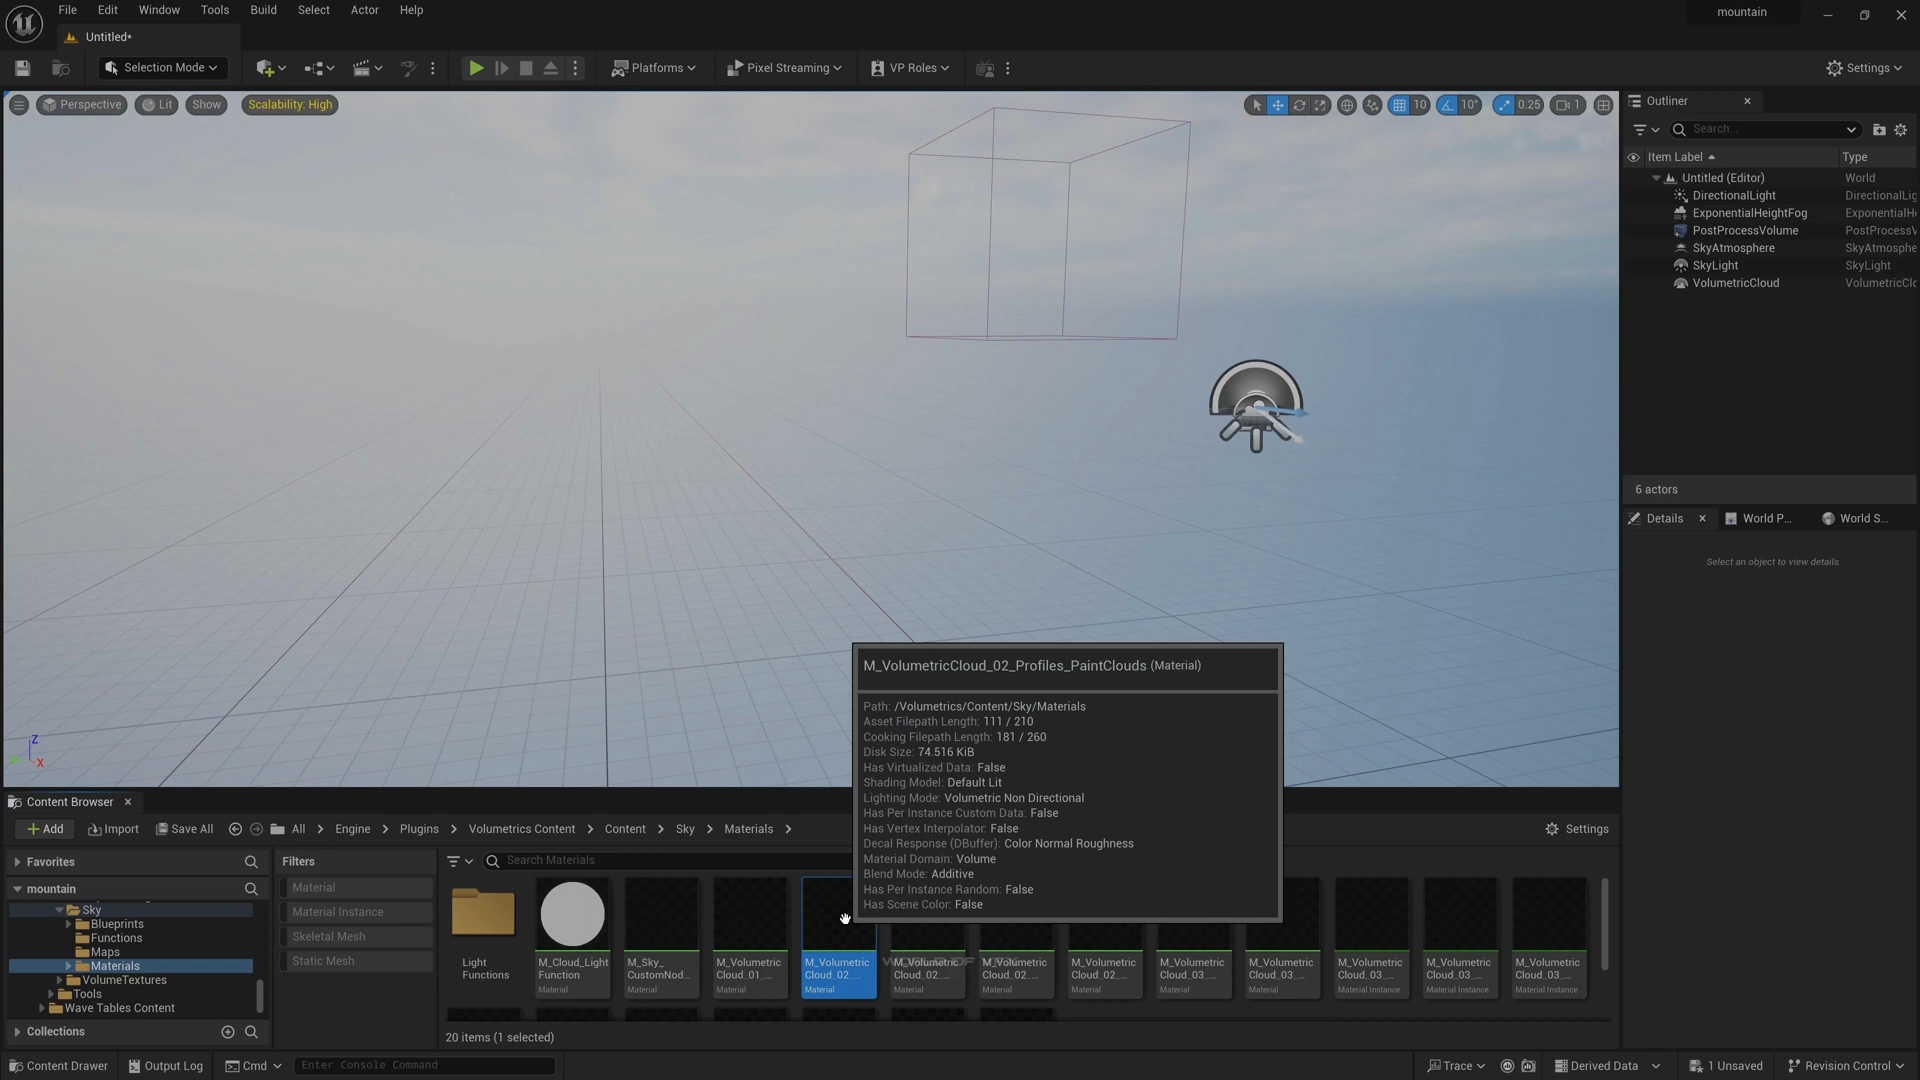 File Edit Window Tools Build Select Actor Help
mountain
Untitled*
Selection Mode
Platforms
Pixel Streaming
VP Roles
Settings
Perspective
Lit
Show
Scalability: High
10
10°
0.25
1
Outliner
Search...
Item Label
Type
Untitled (Editor) World
DirectionalLight DirectionalLig
ExponentialHeightFog ExponentialH
PostProcessVolume PostProcessV
SkyAtmosphere SkyAtmosphe
SkyLight SkyLight
VolumetricCloud VolumetricClo
6 actors
Details
World P...
World S...
Select an object to view details.
Z
X
M_VolumetricCloud_02_Profiles_PaintClouds (Material)
Path: /Volumetrics/Content/Sky/Materials
Asset Filepath Length: 111 / 210
Cooking Filepath Length: 181 / 260
Disk Size: 74.516 KiB
Has Virtualized Data: False
Shading Model: Default Lit
Lighting Mode: Volumetric Non Directional
Has Per Instance Custom Data: False
Has Vertex Interpolator: False
Decal Response (DBuffer): Color Normal Roughness
Material Domain: Volume
Blend Mode: Additive
Has Per Instance Random: False
Has Scene Color: False
Content Browser
Add
Import
Save All
All
Engine
Plugins
Volumetrics Content
Content
Sky
Materials
Settings
Favorites
mountain
Sky
Blueprints
Functions
Maps
Materials
VolumeTextures
Tools
Wave Tables Content
Collections
Filters
Material
Material Instance
Skeletal Mesh
Static Mesh
Search Materials
Light
Functions
M_Cloud_Light
Function
Material
M_Sky_
CustomNod...
Material
M_Volumetric
Cloud_01_...
Material
M_Volumetric
Cloud_02_...
Material
M_Volumetric
Cloud_02_...
Material
M_Volumetric
Cloud_02_...
Material
M_Volumetric
Cloud_02_...
Material
M_Volumetric
Cloud_03_...
Material
M_Volumetric
Cloud_03_...
Material
M_Volumetric
Cloud_03_...
Material Instance
M_Volumetric
Cloud_03_...
Material Instance
M_Volumetric
Cloud_03_...
Material Instance
WORLD OF
20 items (1 selected)
Content Drawer
Output Log
Cmd
Enter Console Command
Trace
Derived Data
1 Unsaved
Revision Control